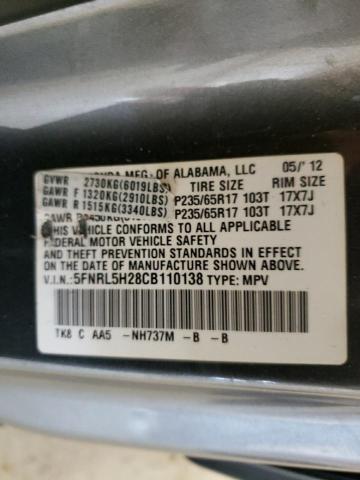 MFG. OF ALABAMA, LLC 05/'12
GVWR 2730KG(6019LBS) TIRE SIZE RIM SIZE
GAWR F 1320KG(2910LBS) P235/65R17 103T 17X7J
GAWR R 1515KG(3340LBS) P235/65R17 103T 17X7J
THIS VEHICLE CONFORMS TO ALL APPLICABLE
FEDERAL MOTOR VEHICLE SAFETY
AND THEFT PREVENTION STANDARDS IN EFFECT
ON THE DATE OF MANUFACTURE SHOWN ABOVE.
V.I.N.: 5FNRL5H28CB110138 TYPE: MPV
TK8 C AA5 -NH737M -B -B